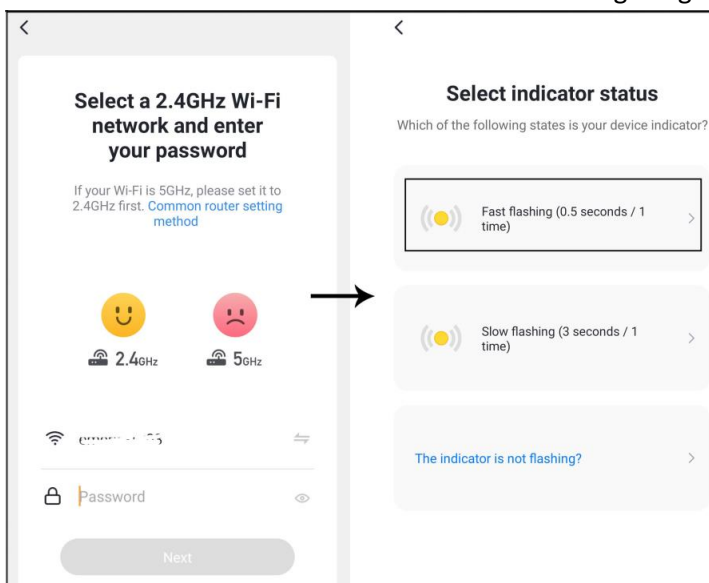 Select a 2.4GHz Wi-Fi
network and enter
your password
If your Wi-Fi is 5GHz, please set it to
2.4GHz first. Common router setting
method
2.4GHz
5GHz
Password
Next
Select indicator status
Which of the following states is your device indicator?
Fast flashing (0.5 seconds / 1
time)
Slow flashing (3 seconds / 1
time)
The indicator is not flashing?